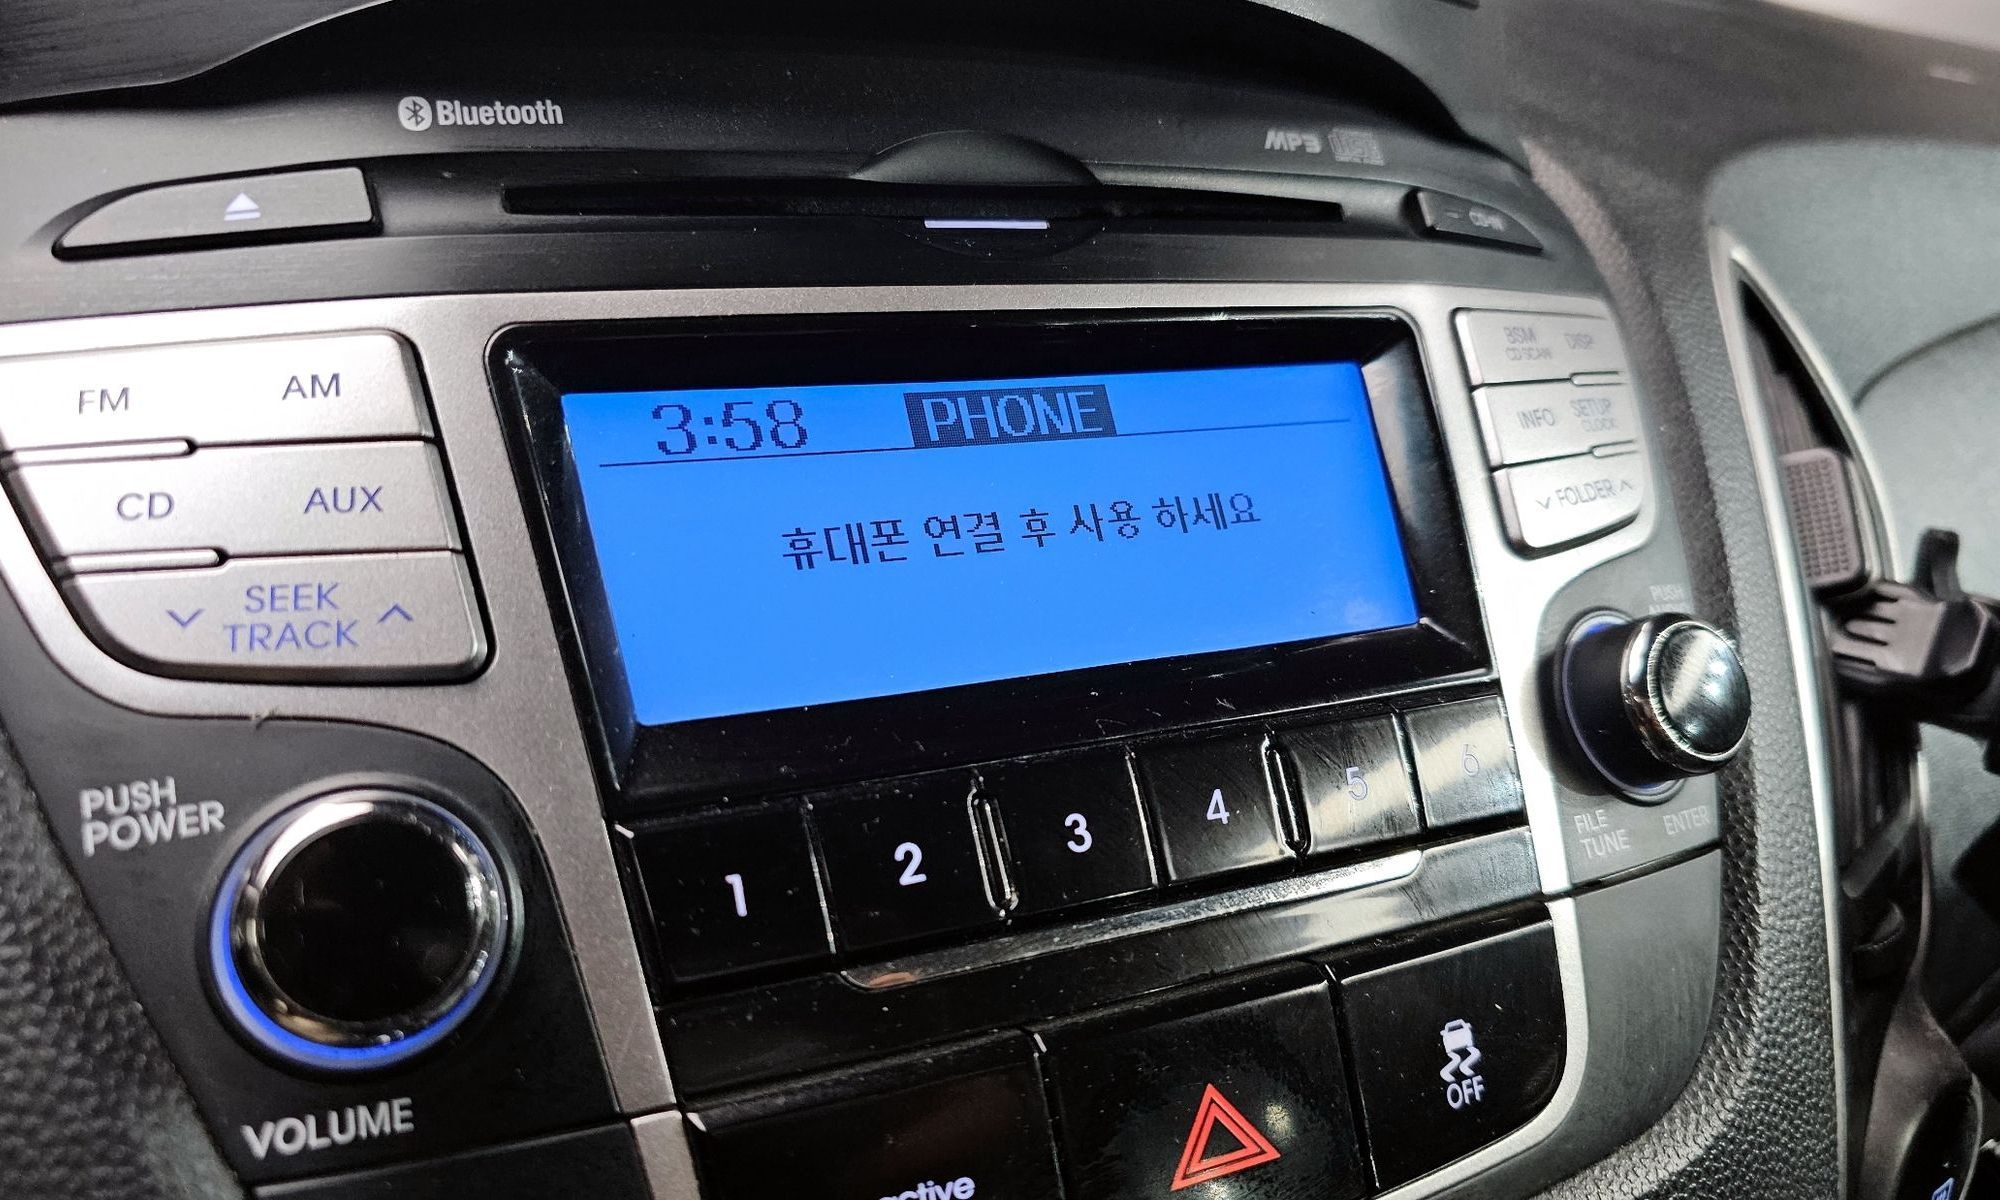 Bluetooth
MP3
FM
AM
CD
AUX
SEEK
TRACK
3:58
PHONE
휴대폰 연결 후 사용 하세요
DISP
CD-SCAN
INFO
SETUP
CLOCK
FOLDER
PUSH
POWER
VOLUME
1
2
3
4
5
6
PUSH
FILE
TUNE
ENTER
OFF
active